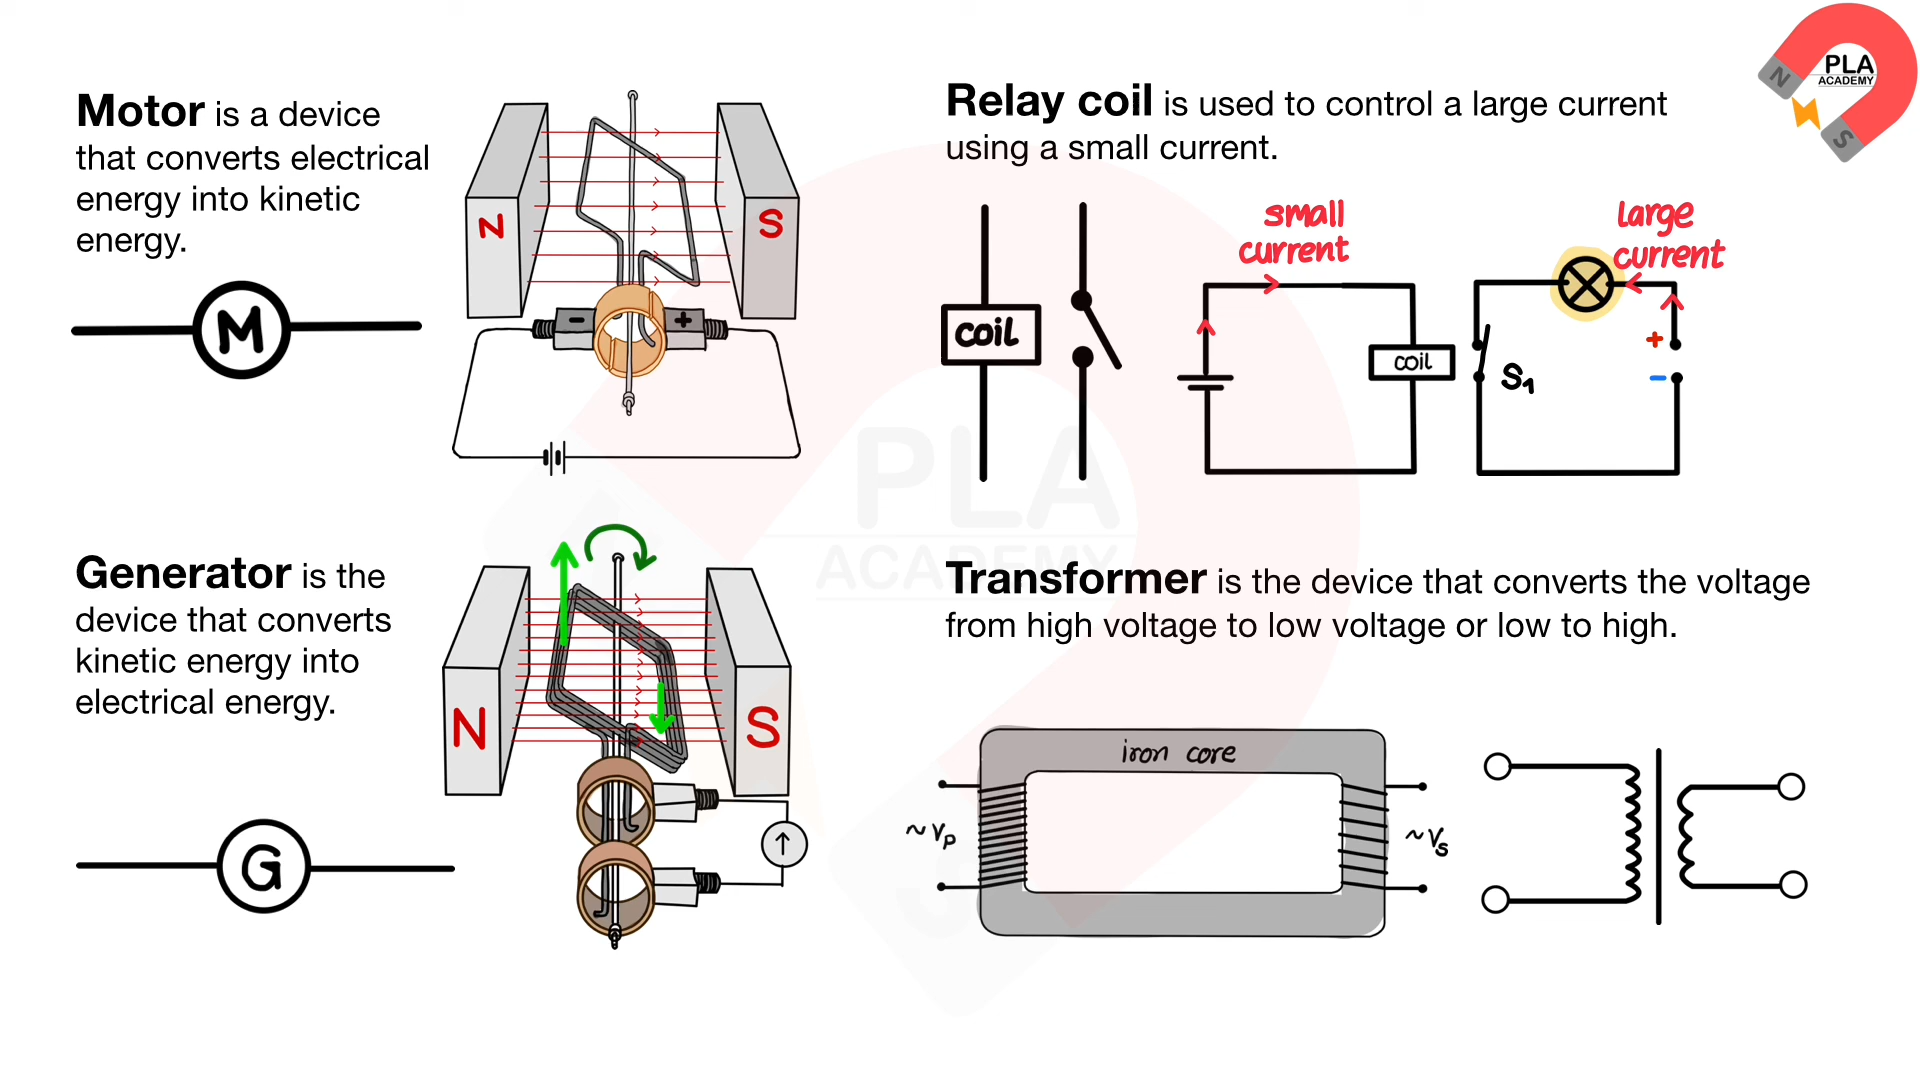 Motor is a device
that converts electrical
energy into kinetic
energy.
N
S
-
+
M
Relay coil is used to control a large current
using a small current.
coil
small
current
coil
large
current
+
-
S₁
N
PLA
ACADEMY
S
PLA
ACADEMY
Generator is the
device that converts
kinetic energy into
electrical energy.
N
S
G
Transformer is the device that converts the voltage
from high voltage to low voltage or low to high.
iron core
~Vp
~Vs